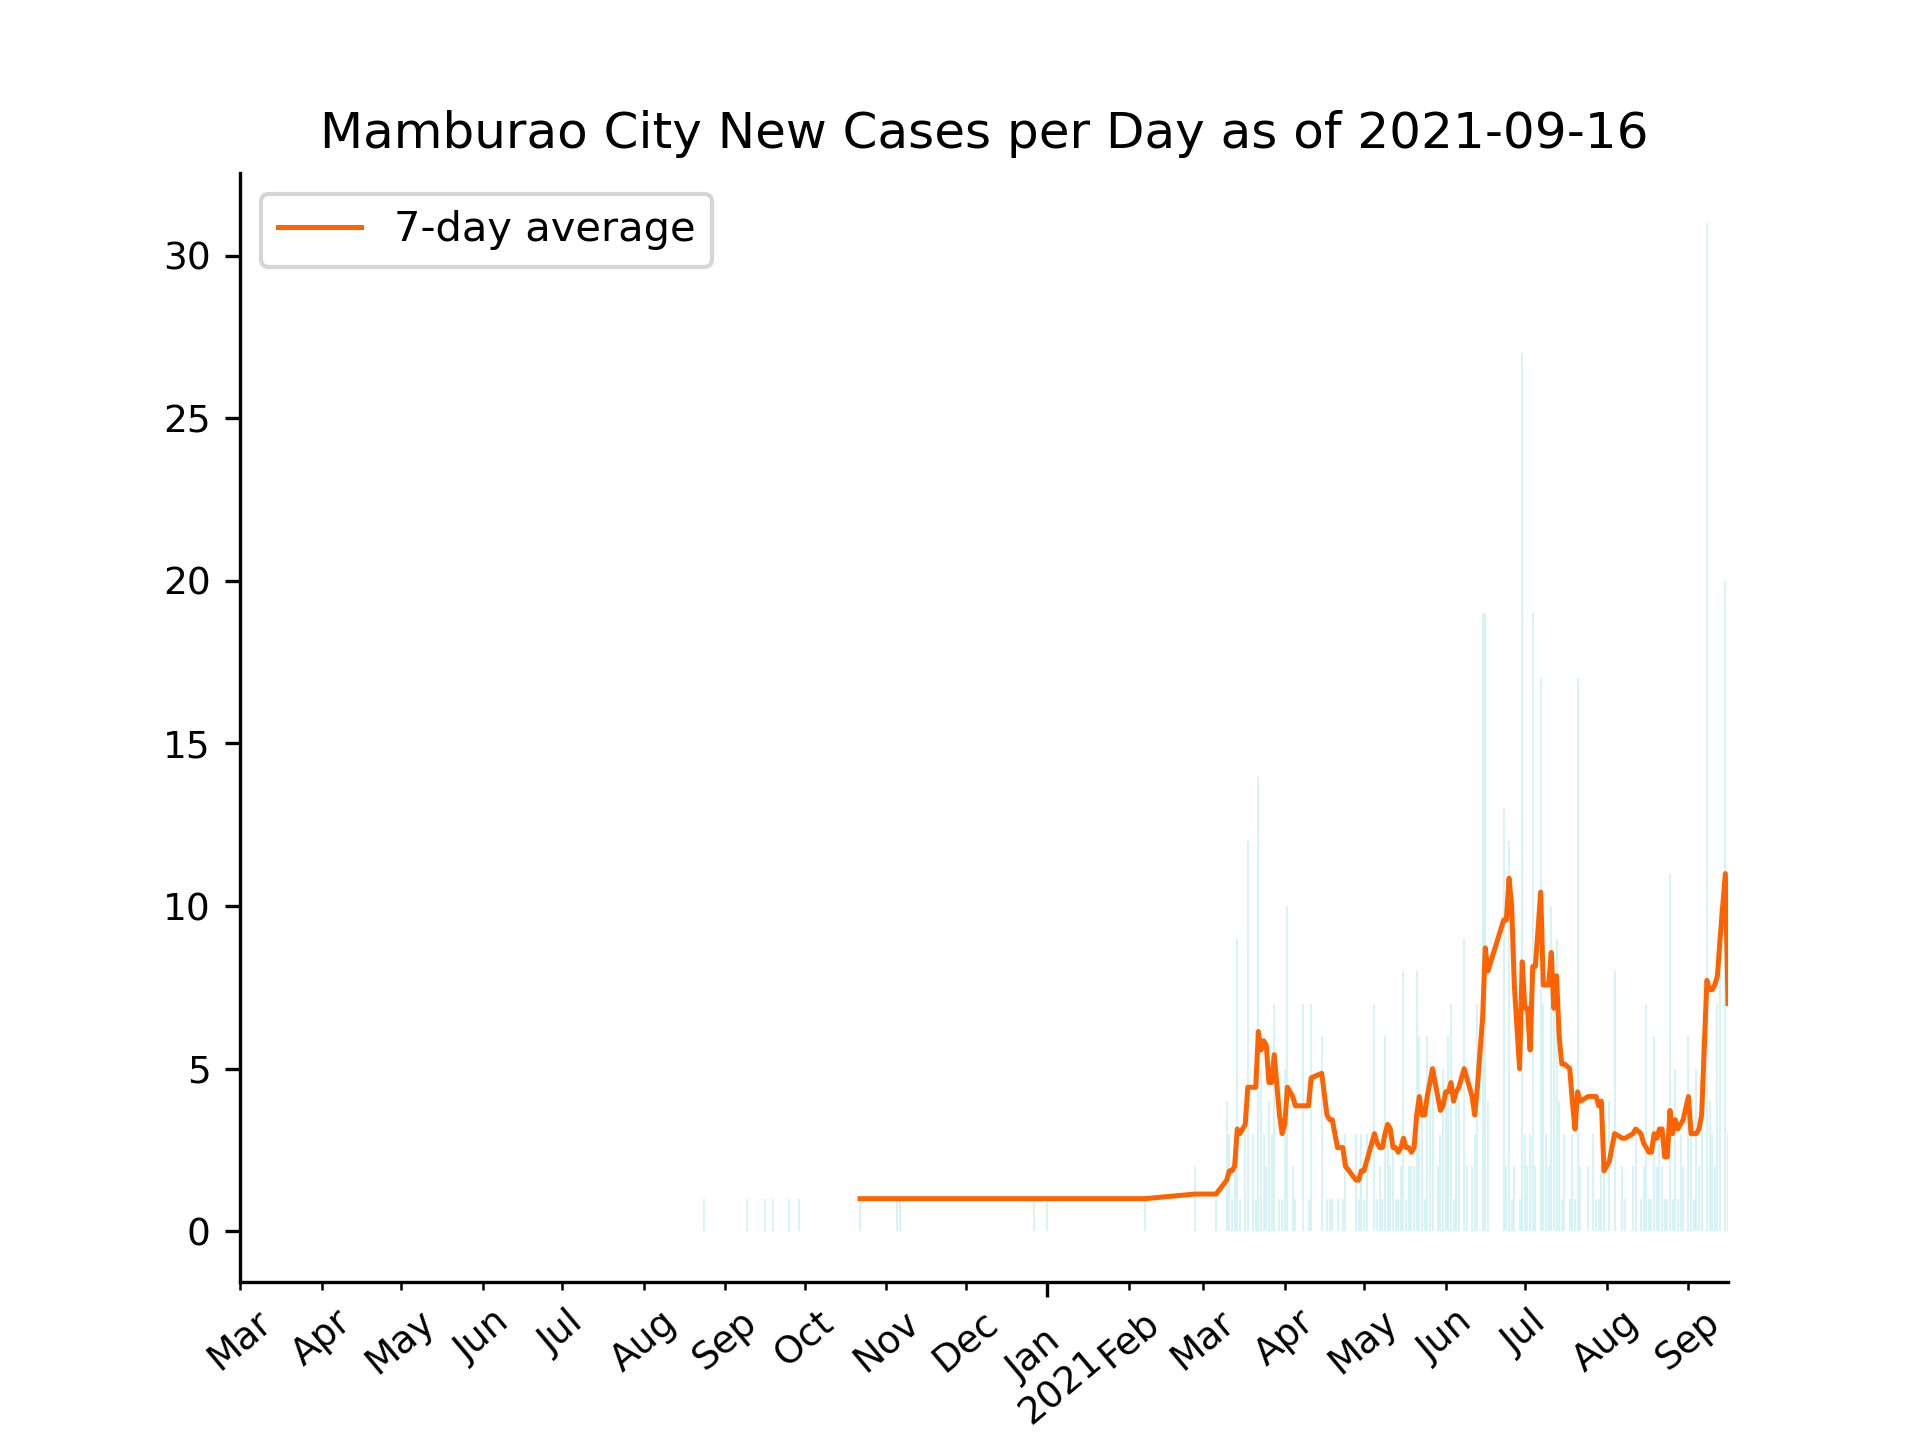 Mamburao City New Cases per Day as of 2021-09-16
7-day average
30
25
20
15
10
5
0
Mar Apr May Jun Jul Aug Sep Oct Nov Dec Jan Feb Mar Apr May Jun Jul Aug Sep
2021